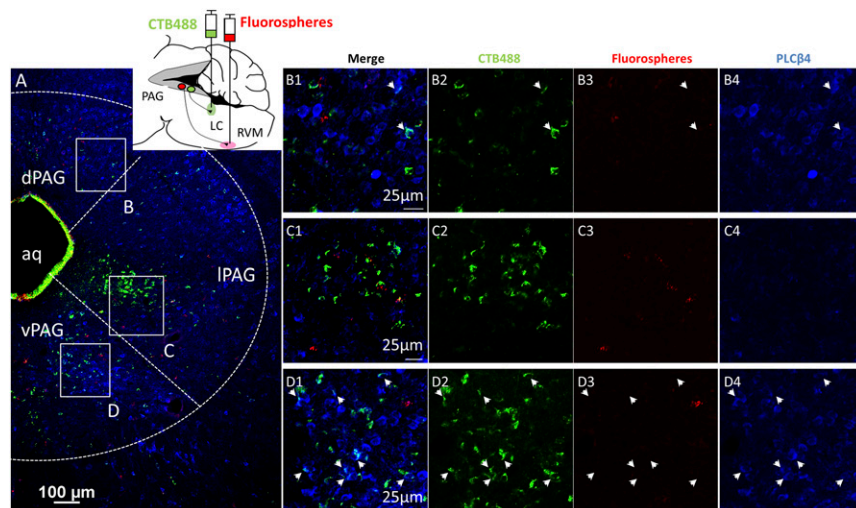 CTB488 Fluorospheres
PAG
LC
RVM
A
dPAG
B
aq
lPAG
vPAG
C
D
100 µm
Merge CTB488 Fluorospheres PLCβ4
B1 B2 B3 B4
25µm
C1 C2 C3 C4
25µm
D1 D2 D3 D4
25µm